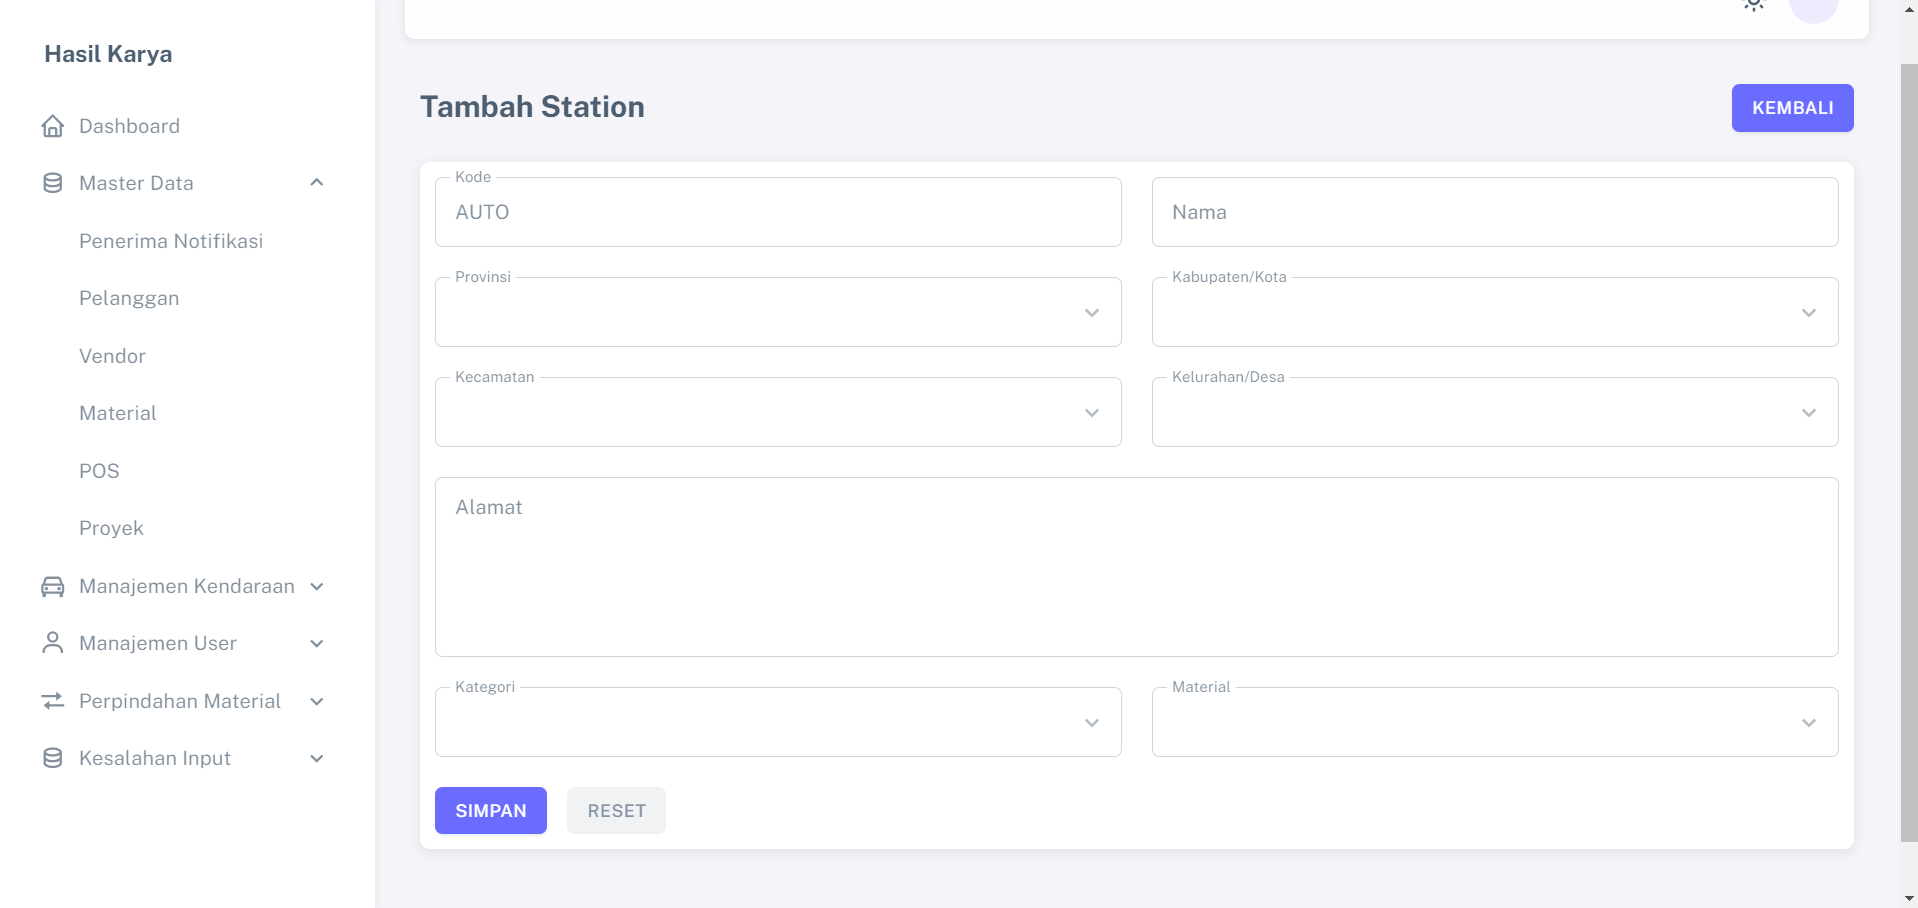 Hasil Karya
Dashboard
Master Data
Penerima Notifikasi
Pelanggan
Vendor
Material
POS
Proyek
Manajemen Kendaraan
Manajemen User
Perpindahan Material
Kesalahan Input
Tambah Station
KEMBALI
Kode
AUTO
Nama
Provinsi
Kabupaten/Kota
Kecamatan
Kelurahan/Desa
Alamat
Kategori
Material
SIMPAN
RESET